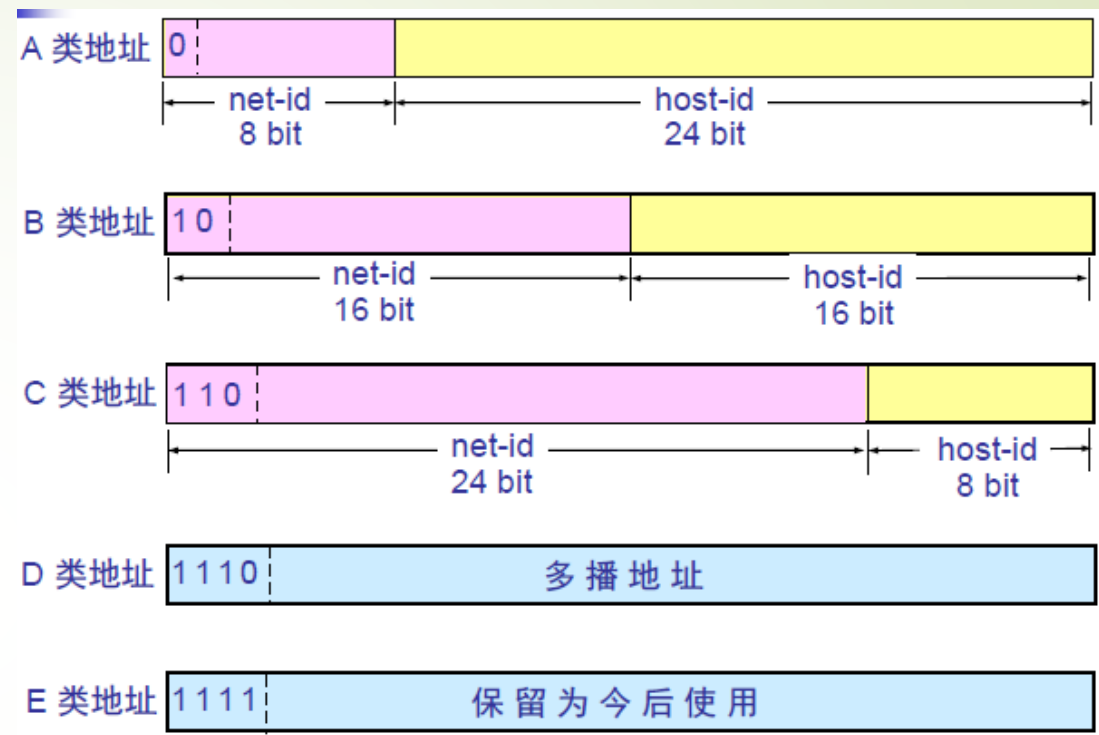 A 类地址 0
net-id host-id
8 bit 24 bit
B 类地址 1 0
net-id host-id
16 bit 16 bit
C 类地址 1 1 0
net-id host-id
24 bit 8 bit
D 类地址 1 1 1 0 多 播 地 址
E 类地址 1 1 1 1 保 留 为 今 后 使 用